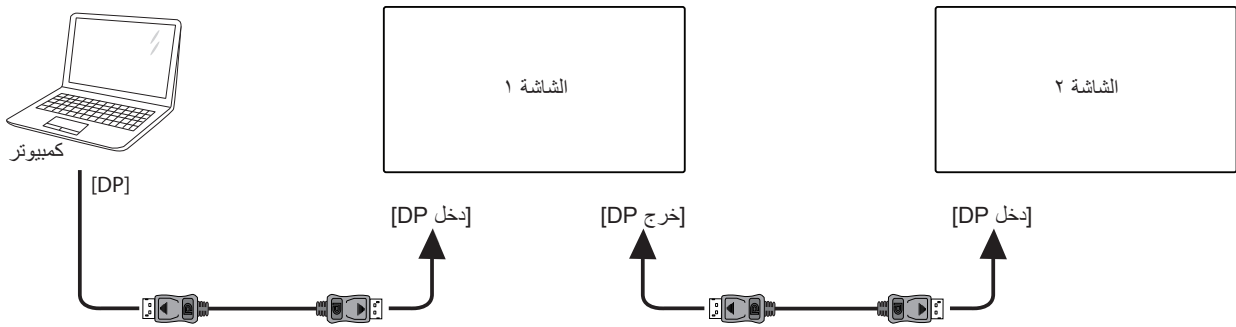 الشاشة ١
الشاشة ٢
كمبيوتر
[DP]
[دخل DP]
[خرج DP]
[دخل DP]